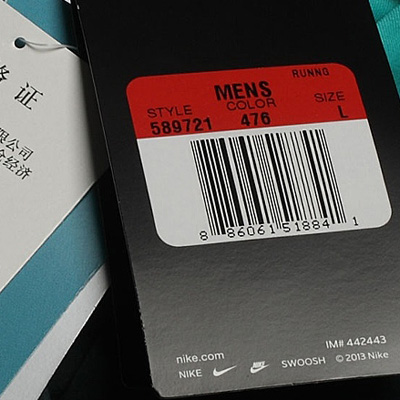 格证
限公司
经济
RUNNG
MENS
STYLE COLOR SIZE
589721 476 L
8 86061 51884 1
IM# 442443
nike.com © 2013 Nike
NIKE SWOOSH